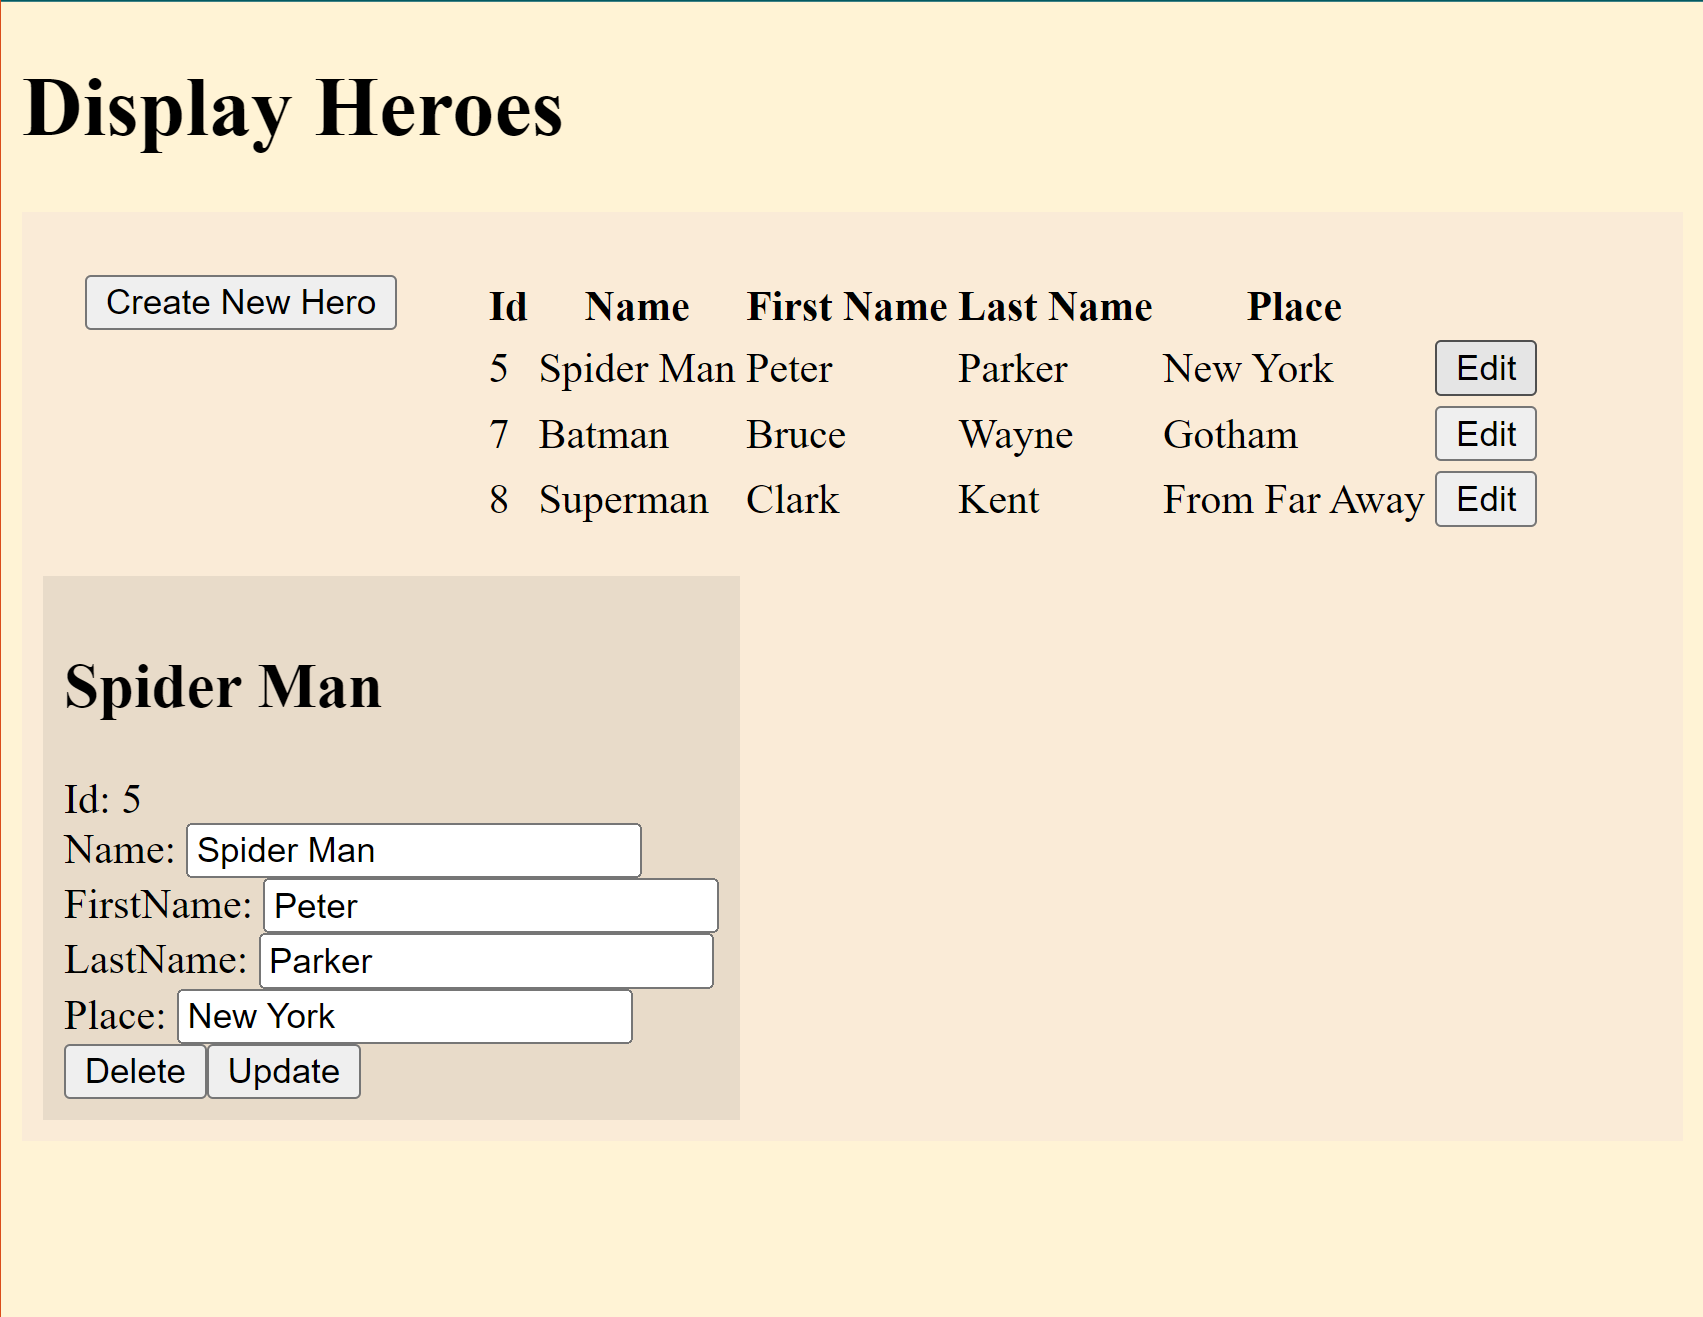 Display Heroes
Create New Hero
Id Name First Name Last Name Place
5 Spider Man Peter Parker New York Edit
7 Batman Bruce Wayne Gotham Edit
8 Superman Clark Kent From Far Away Edit
Spider Man
Id: 5
Name: Spider Man
FirstName: Peter
LastName: Parker
Place: New York
Delete Update